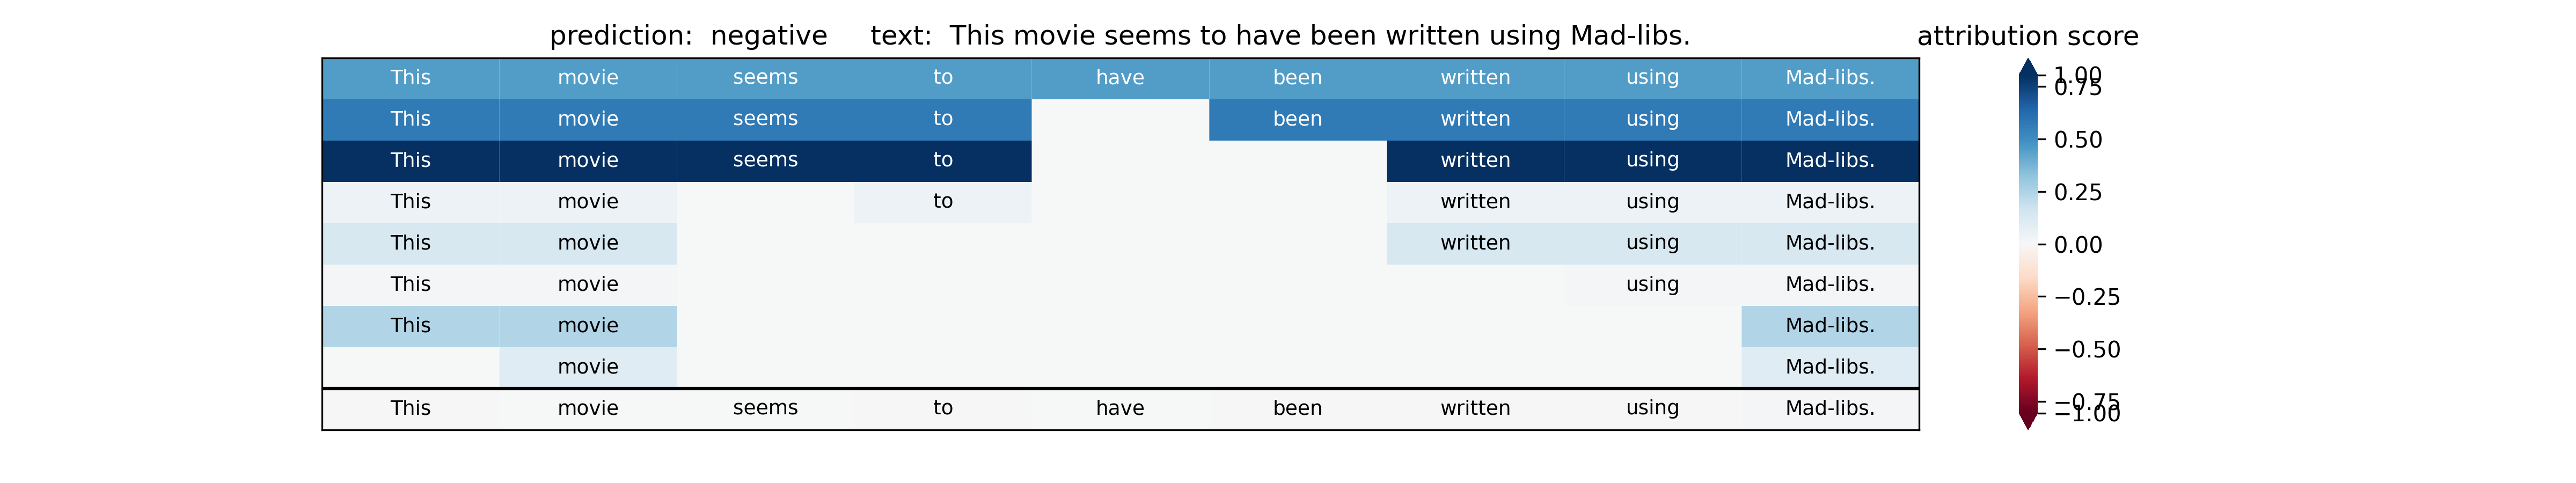 prediction:  negative     text:  This movie seems to have been written using Mad-libs.
attribution score
This movie seems to have been written using Mad-libs.
This movie seems to been written using Mad-libs.
This movie seems to written using Mad-libs.
This movie to written using Mad-libs.
This movie written using Mad-libs.
This movie using Mad-libs.
This movie Mad-libs.
movie Mad-libs.
This movie seems to have been written using Mad-libs.
1.00
0.75
0.50
0.25
0.00
−0.25
−0.50
−0.75
−1.00